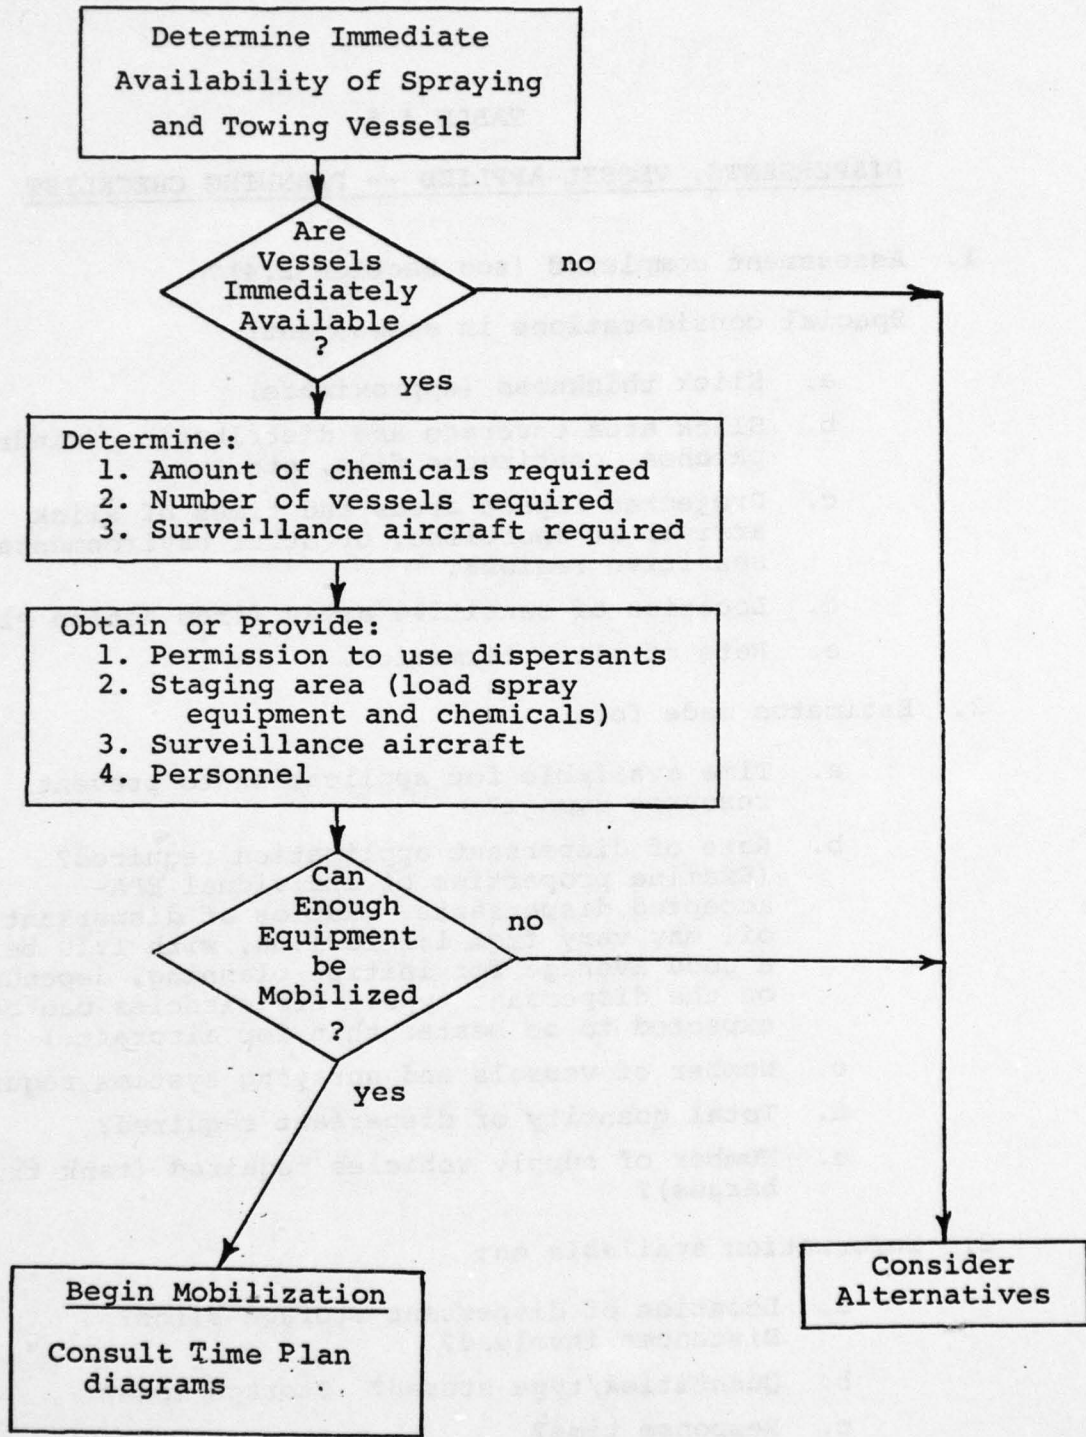 Determine Immediate
Availability of Spraying
and Towing Vessels
Are
Vessels
Immediately
Available
?
no
yes
Determine:
1. Amount of chemicals required
2. Number of vessels required
3. Surveillance aircraft required
Obtain or Provide:
1. Permission to use dispersants
2. Staging area (load spray
equipment and chemicals)
3. Surveillance aircraft
4. Personnel
Can
Enough
Equipment
be
Mobilized
?
no
yes
Begin Mobilization
Consult Time Plan
diagrams
Consider
Alternatives